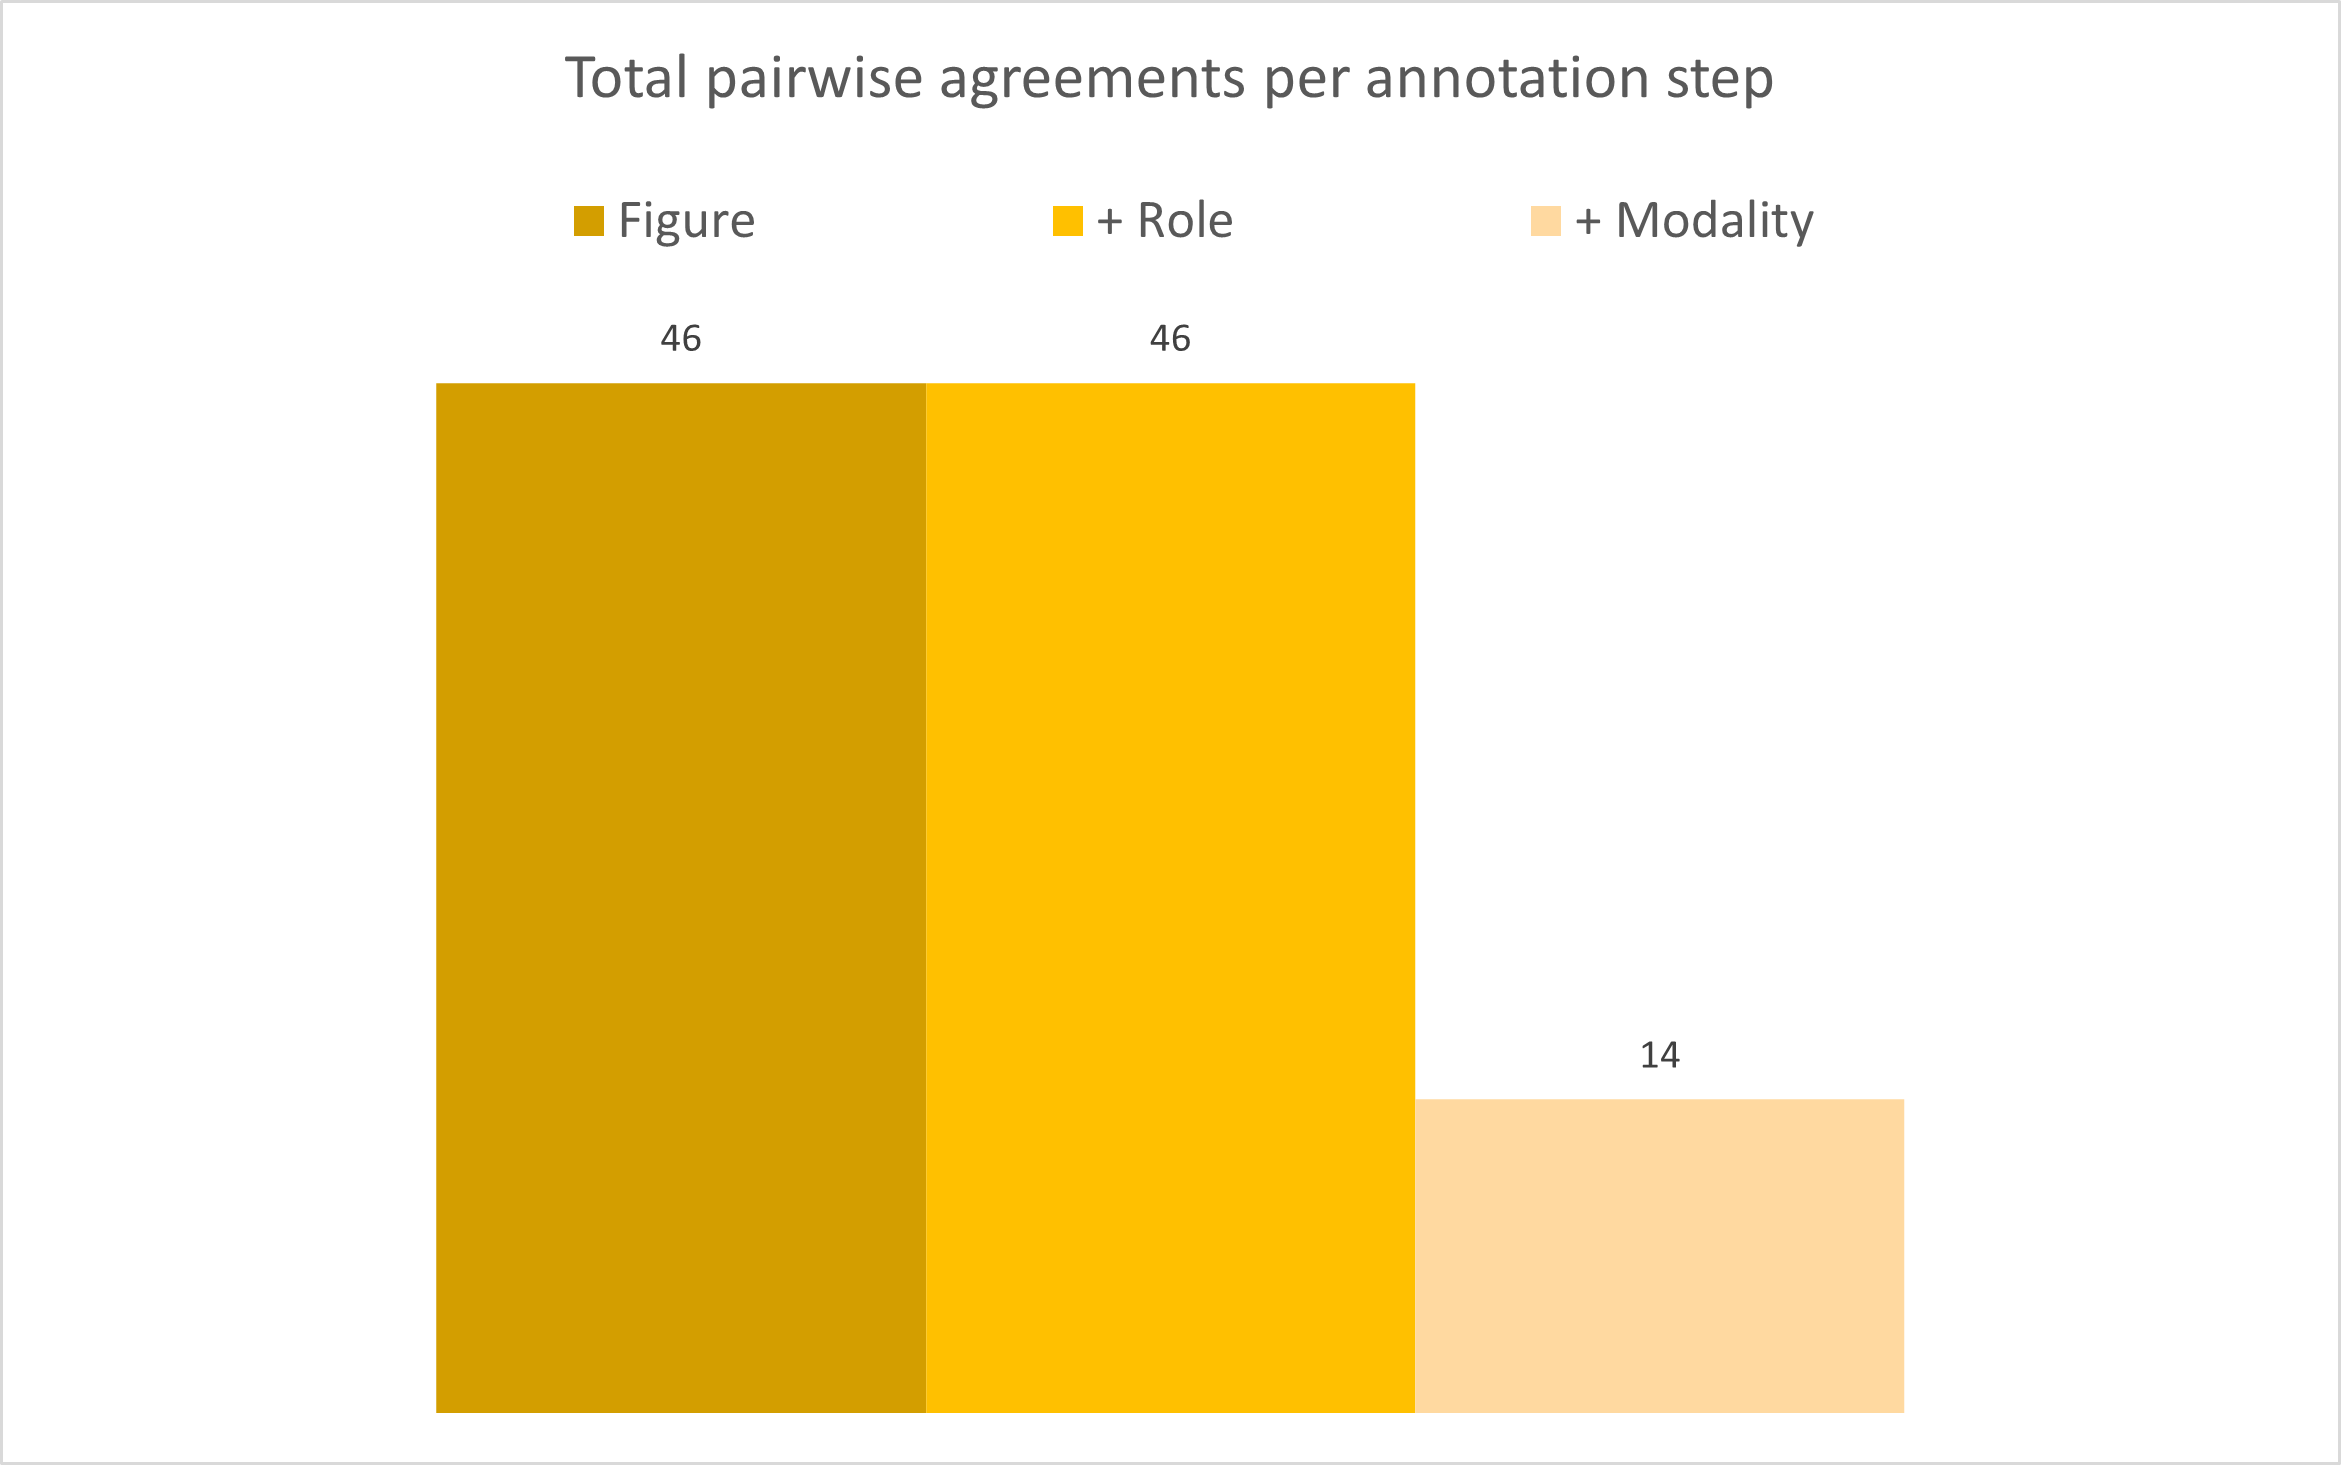 Total pairwise agreements per annotation step
Figure + Role + Modality
46 46
14